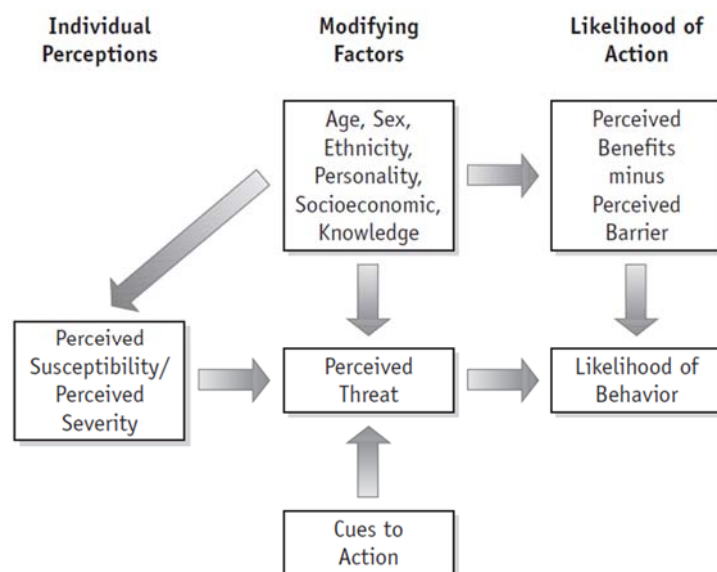 Individual
Perceptions
Modifying
Factors
Likelihood of
Action
Age, Sex,
Ethnicity,
Personality,
Socioeconomic,
Knowledge
Perceived
Benefits
minus
Perceived
Barrier
Perceived
Susceptibility/
Perceived
Severity
Perceived
Threat
Likelihood of
Behavior
Cues to
Action